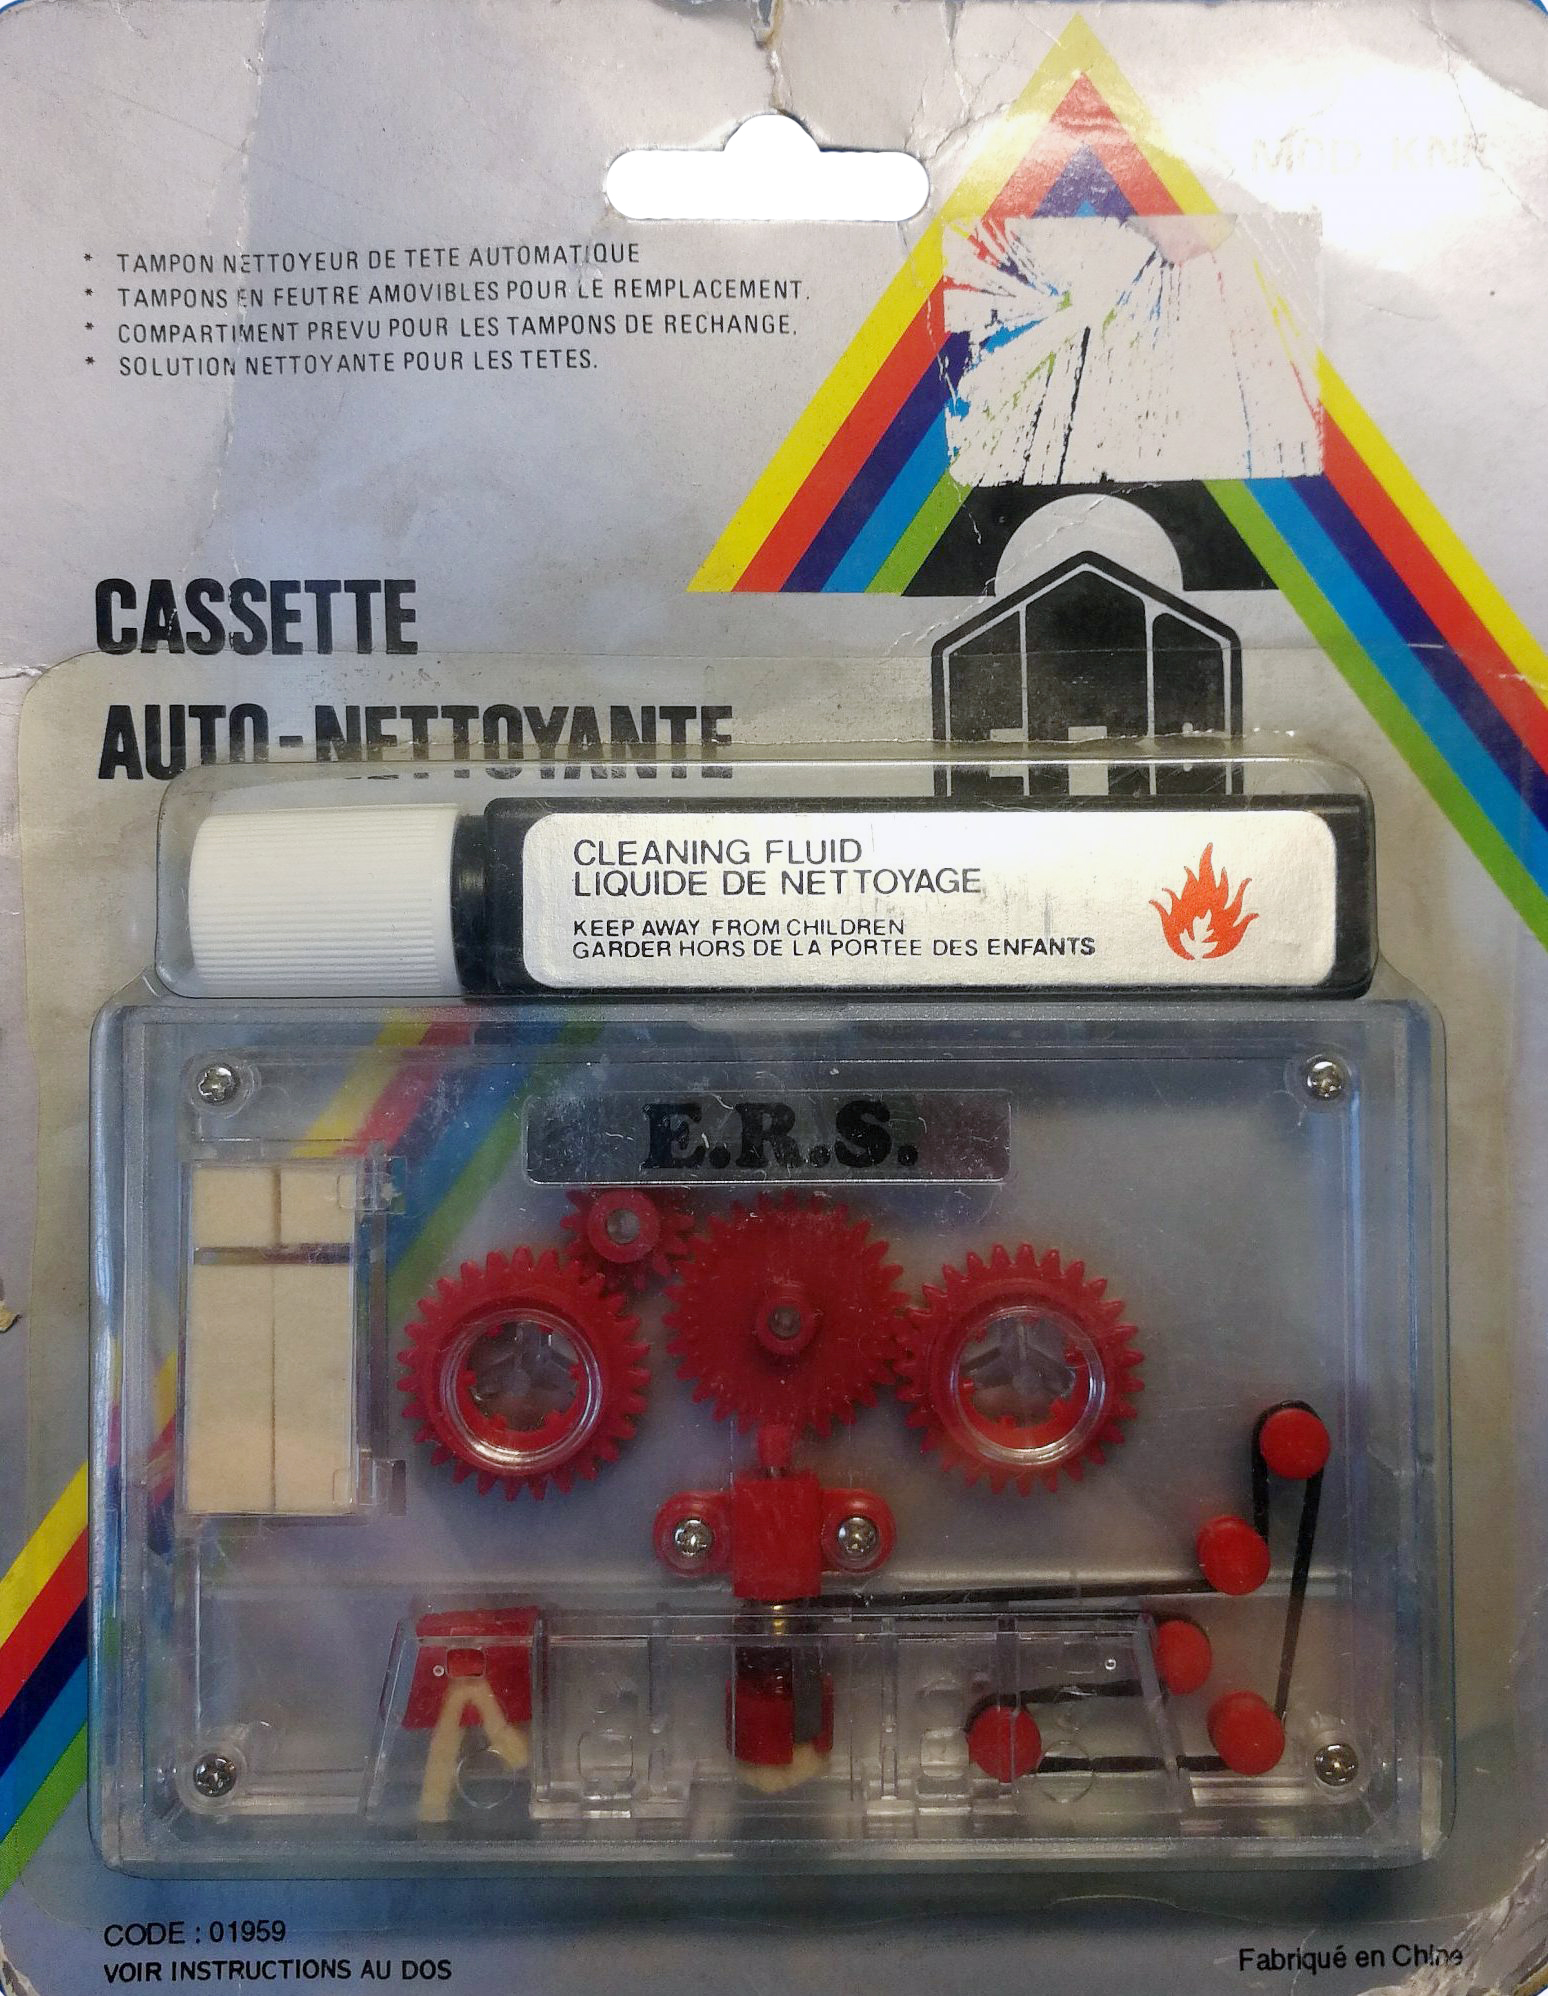 * TAMPON NETTOYEUR DE TETE AUTOMATIQUE
* TAMPONS EN FEUTRE AMOVIBLES POUR LE REMPLACEMENT.
* COMPARTIMENT PREVU POUR LES TAMPONS DE RECHANGE.
* SOLUTION NETTOYANTE POUR LES TETES.
CASSETTE
AUTO-NETTOYANTE
CLEANING FLUID
LIQUIDE DE NETTOYAGE
KEEP AWAY FROM CHILDREN
GARDER HORS DE LA PORTEE DES ENFANTS
E.R.S.
CODE : 01959
VOIR INSTRUCTIONS AU DOS
Fabriqué en Chine